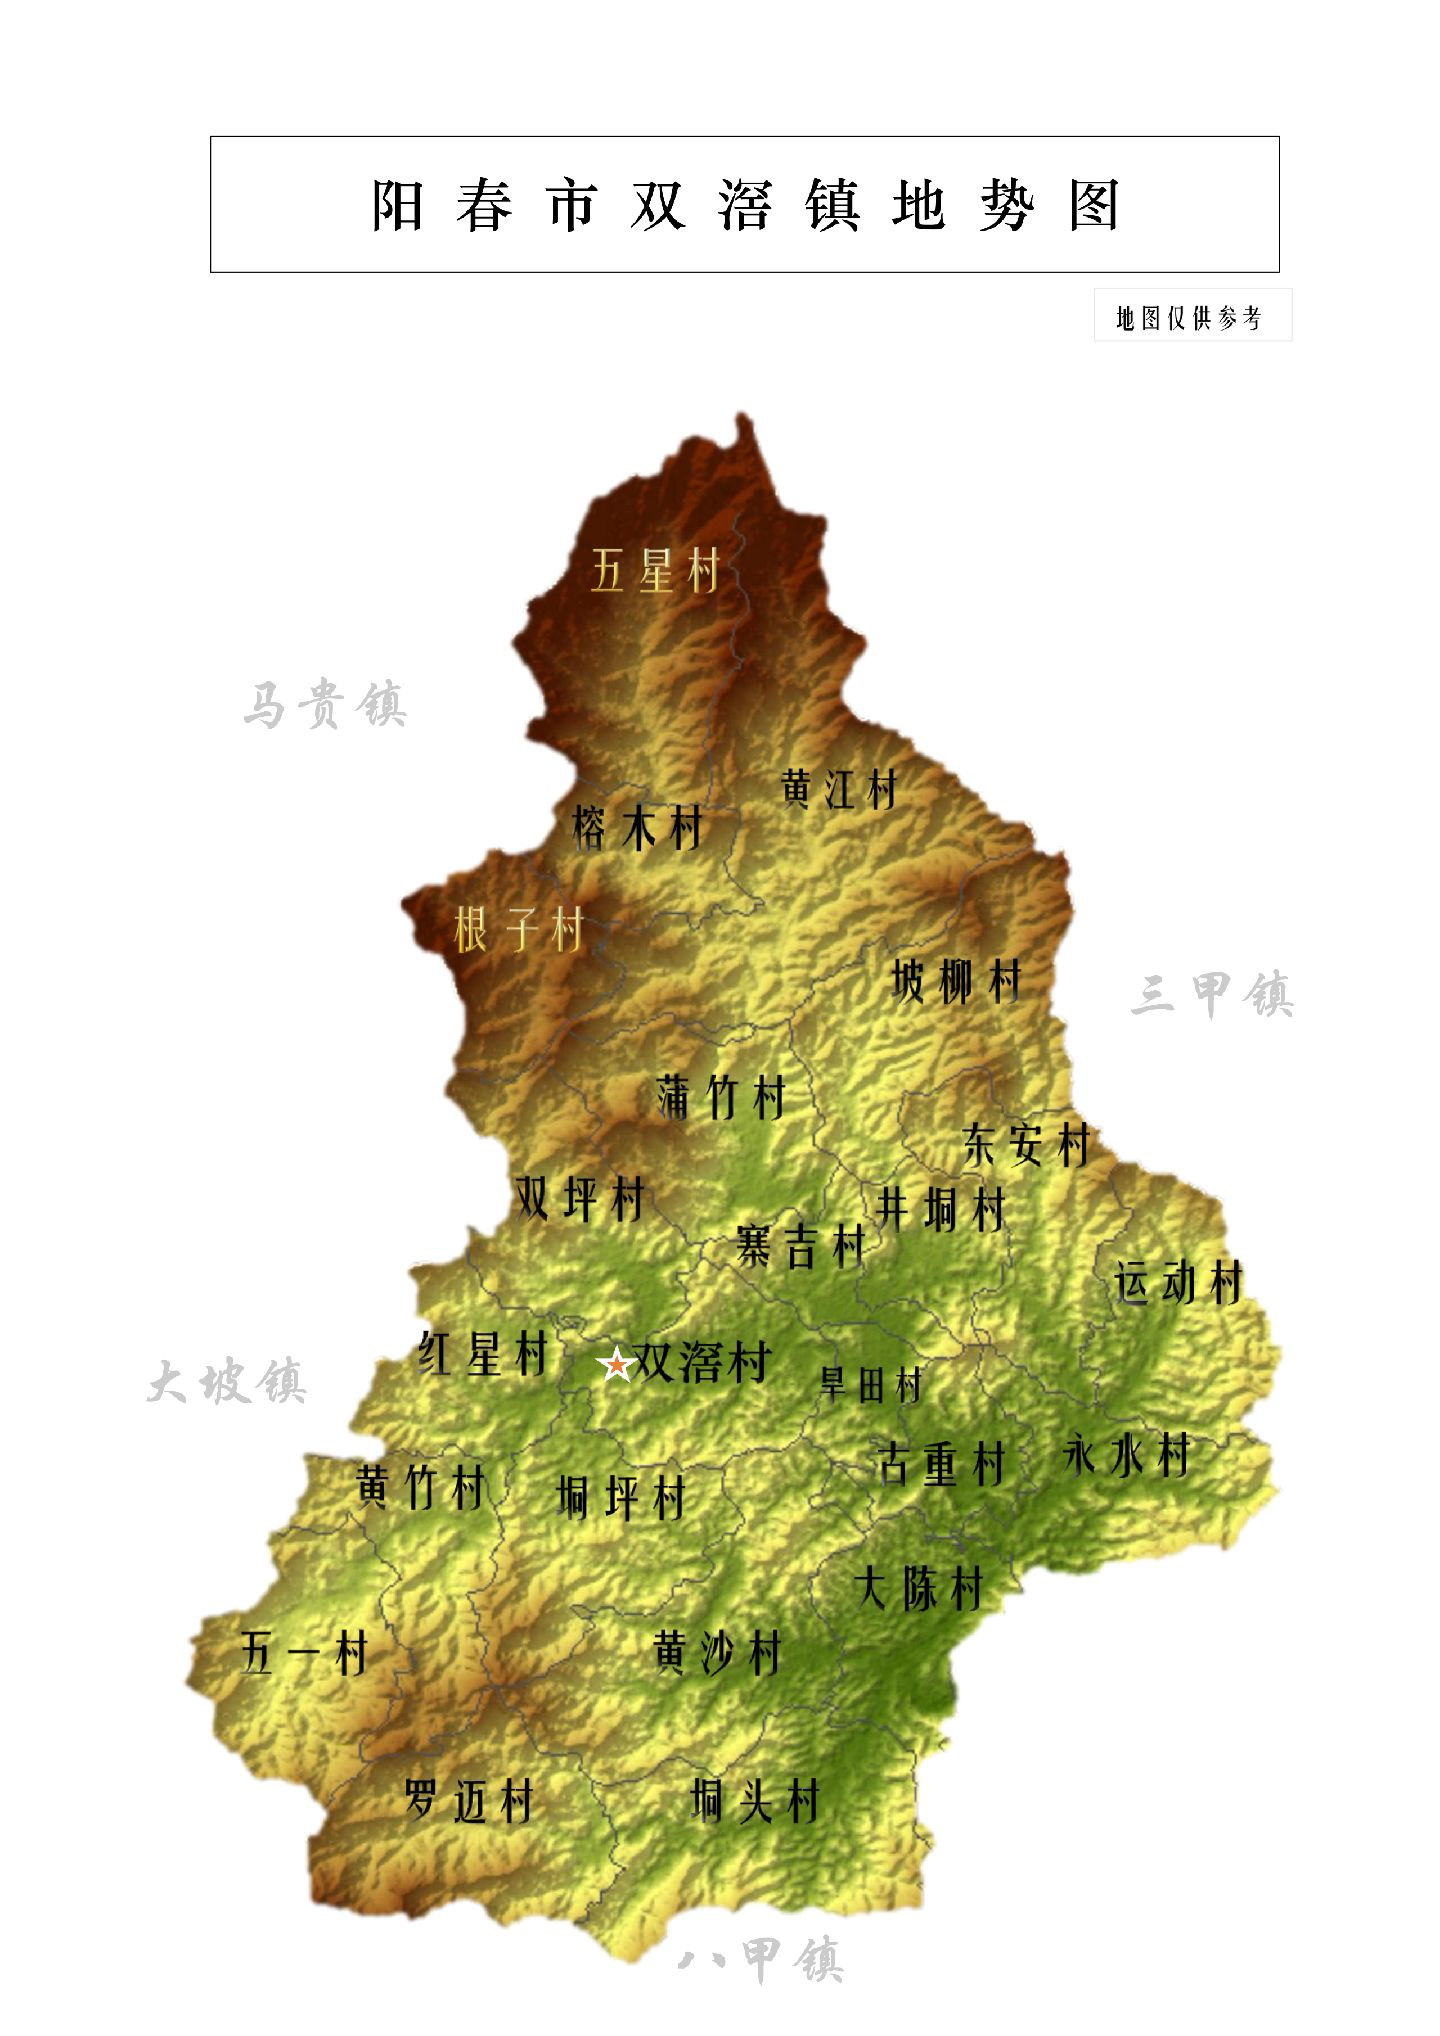 阳春市双滘镇地势图
地图仅供参考
五星村
马贵镇
黄江村
榕木村
根子村
坡柳村
三甲镇
蒲竹村
东安村
双坪村
井垌村
寨吉村
运动村
红星村
双滘村
旱田村
大坡镇
古重村
永水村
黄竹村
垌坪村
大陈村
五一村
黄沙村
罗迈村
垌头村
八甲镇